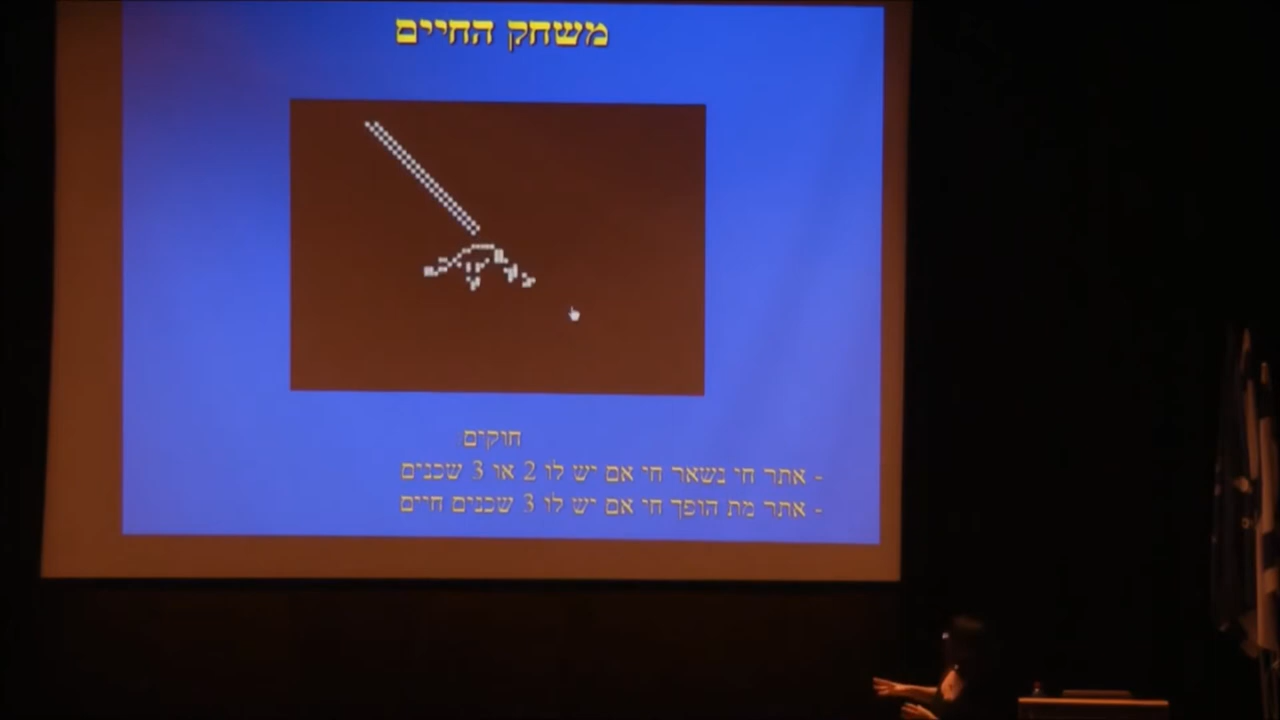 משחק החיים
חוקים
- אתר חי נשאר חי אם יש לו 2 או 3 שכנים
- אתר מת הופך חי אם יש לו 3 שכנים חיים